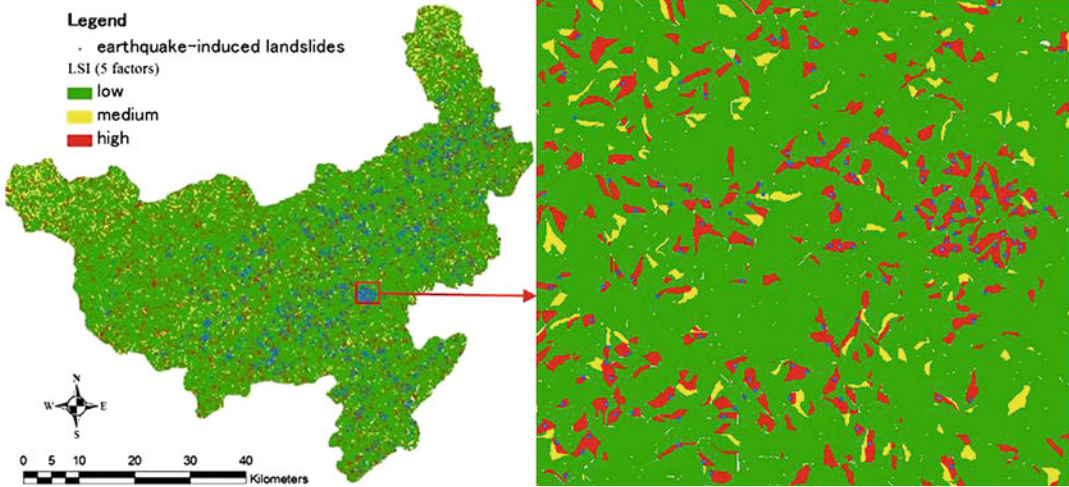 Legend
earthquake-induced landslides
LSI (5 factors)
low
medium
high
N
W E
S
0 5 10 20 30 40
Kilometers